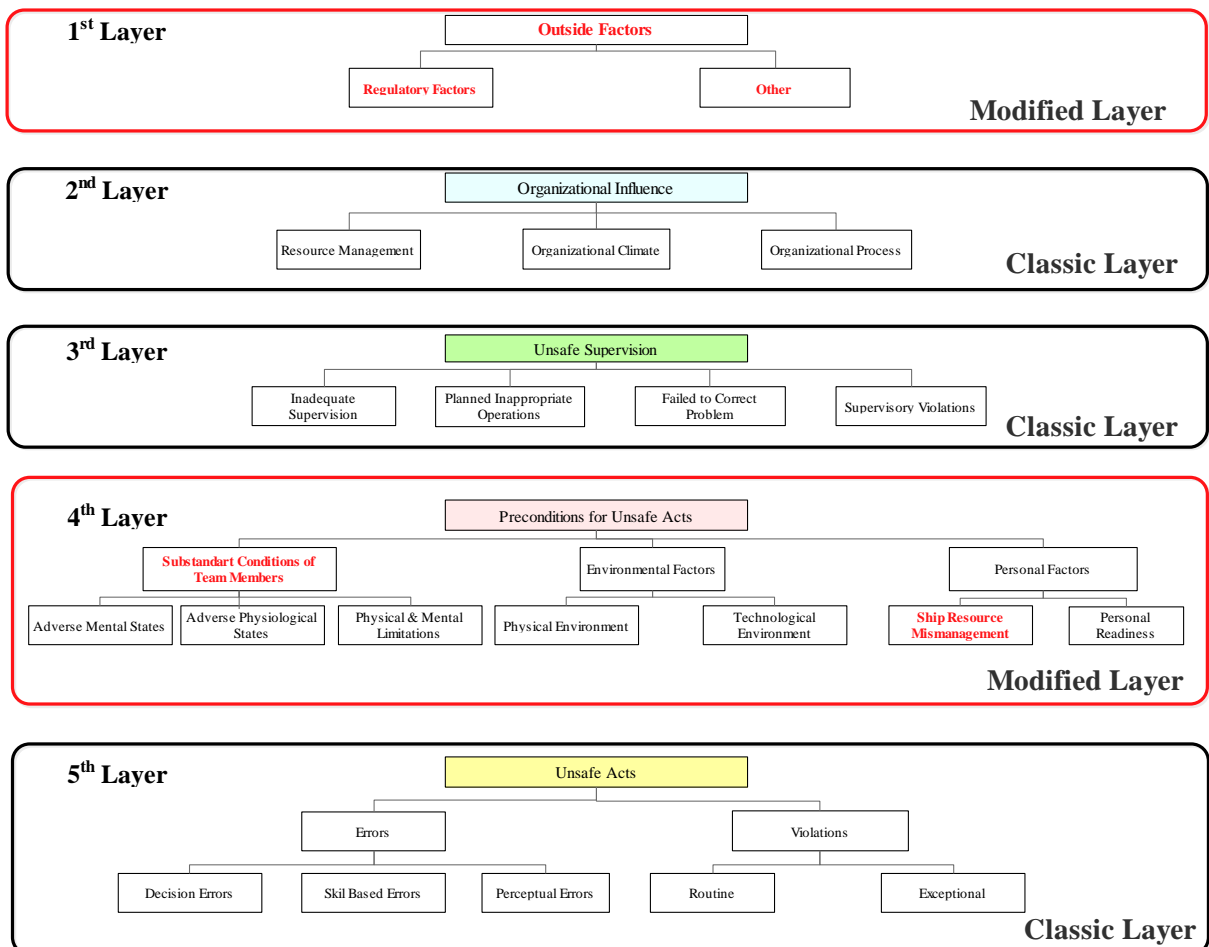 1st Layer
Outside Factors
Regulatory Factors
Other
Modified Layer
2nd Layer
Organizational Influence
Resource Management
Organizational Climate
Organizational Process
Classic Layer
3rd Layer
Unsafe Supervision
Inadequate
Supervision
Planned Inappropriate
Operations
Failed to Correct
Problem
Supervisory Violations
Classic Layer
4th Layer
Preconditions for Unsafe Acts
Substandart Conditions of
Team Members
Environmental Factors
Personal Factors
Adverse Mental States
Adverse Physiological
States
Physical & Mental
Limitations
Physical Environment
Technological
Environment
Ship Resource
Mismanagement
Personal
Readiness
Modified Layer
5th Layer
Unsafe Acts
Errors
Violations
Decision Errors
Skil Based Errors
Perceptual Errors
Routine
Exceptional
Classic Layer